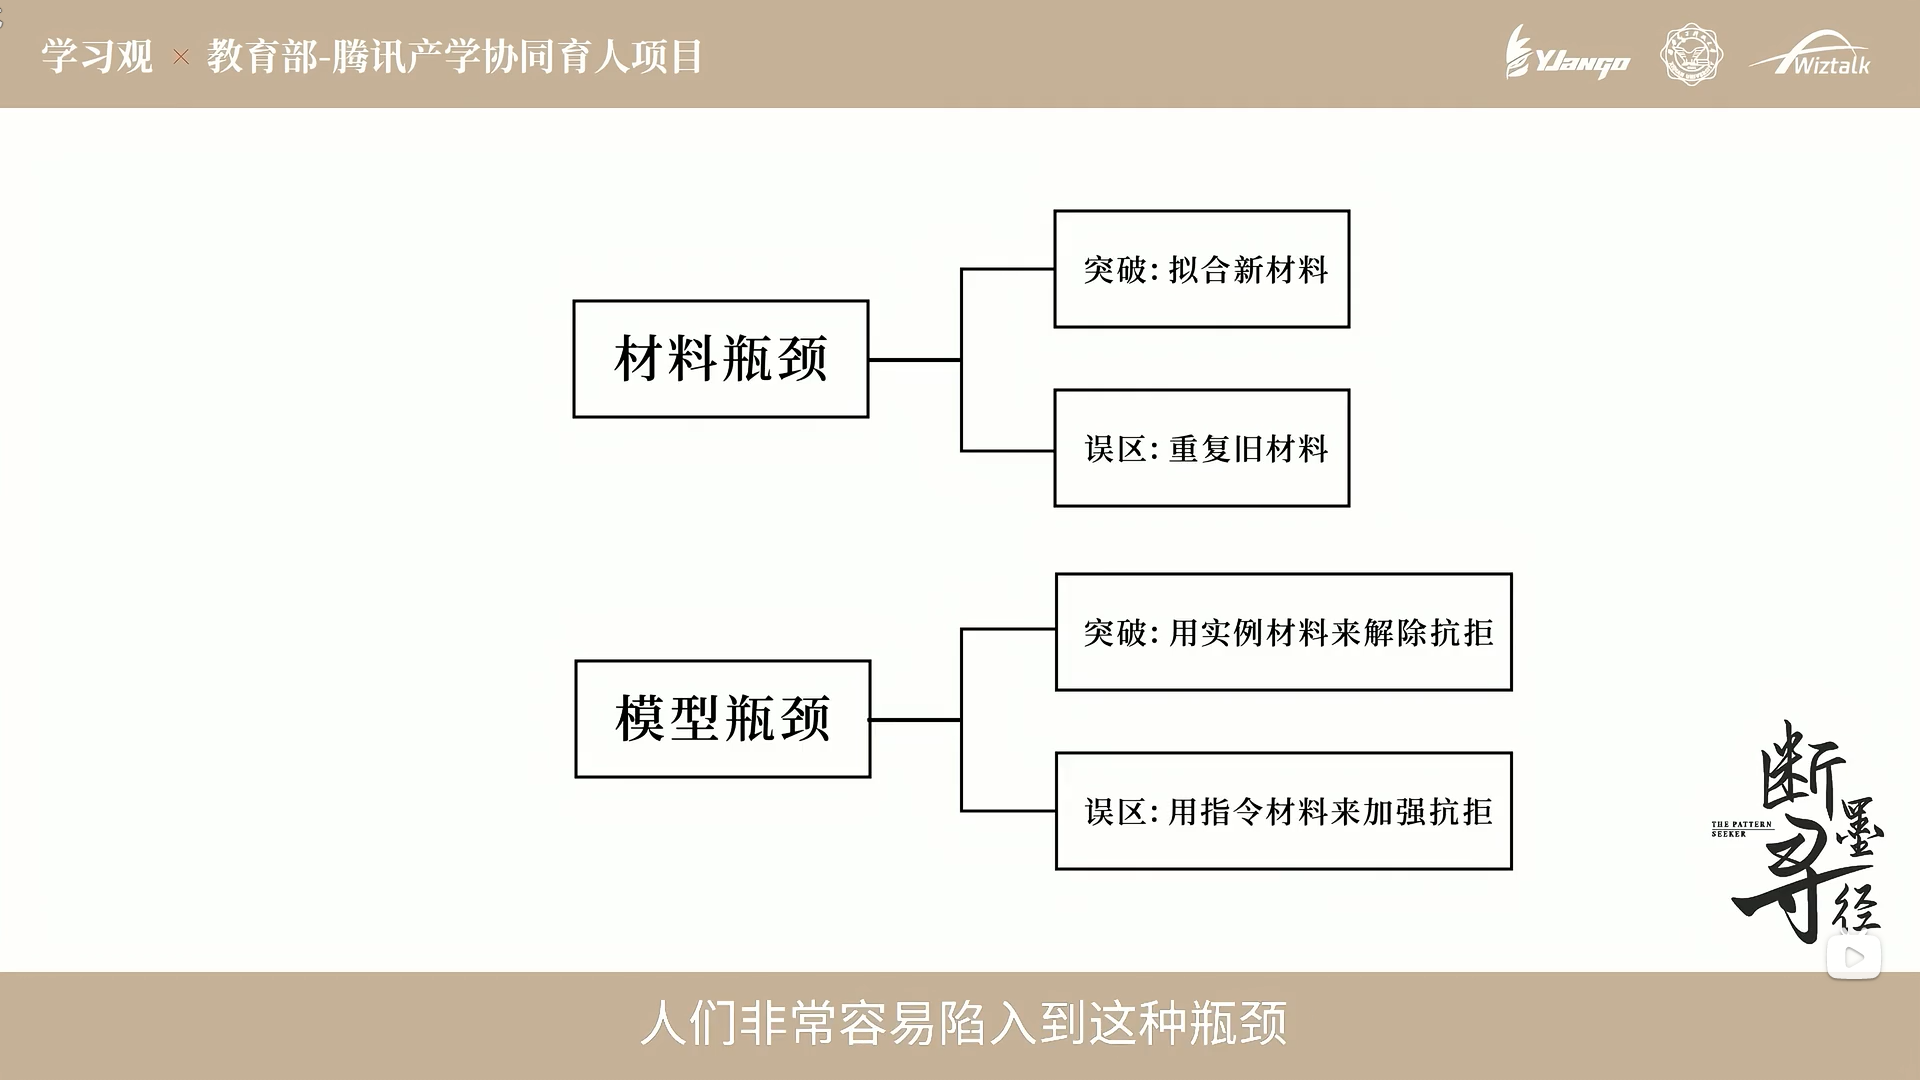 学习观 × 教育部-腾讯产学协同育人项目
YJango
Wiztalk
材料瓶颈
突破：拟合新材料
误区：重复旧材料
模型瓶颈
突破：用实例材料来解除抗拒
误区：用指令材料来加强抗拒
断墨寻径
THE PATTERN
SEEKER
人们非常容易陷入到这种瓶颈